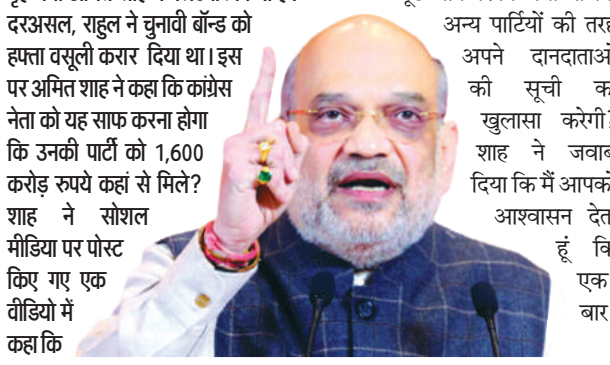 दरअसल, राहुल ने चुनावी बॉन्ड को
हफ्ता वसूली करार दिया था। इस
पर अमित शाह ने कहा कि कांग्रेस
नेता को यह साफ करना होगा
कि उनकी पार्टी को 1,600
करोड़ रुपये कहां से मिले?
शाह ने सोशल
मीडिया पर पोस्ट
किए गए एक
वीडियो में
कहा कि
अन्य पार्टियों की तरह
अपने दानदाताओं
की सूची का
खुलासा करेगी?
शाह ने जवाब
दिया कि मैं आपको
आश्वासन देता
हूं कि
एक
बार